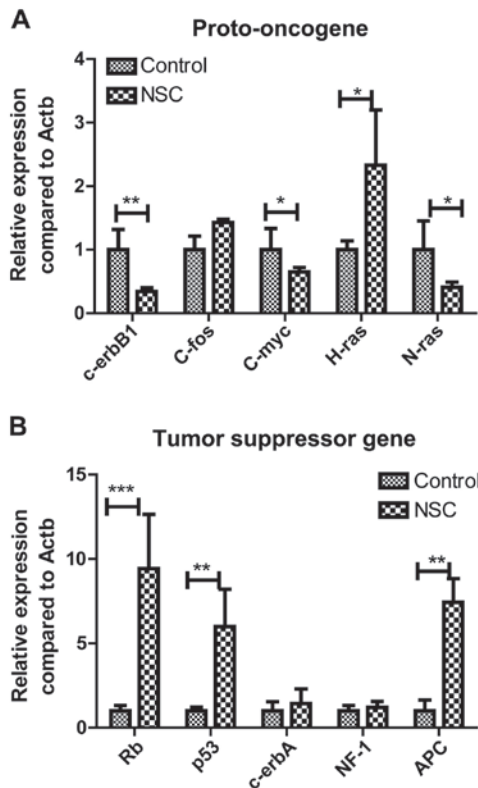 A
Proto-oncogene
Control
NSC
Relative expression
compared to Actb
4
3
2
1
0
**
*
*
*
c-erbB1
C-fos
C-myc
H-ras
N-ras
B
Tumor suppressor gene
Control
NSC
Relative expression
compared to Actb
15
10
5
0
***
**
**
Rb
p53
c-erbA
NF-1
APC